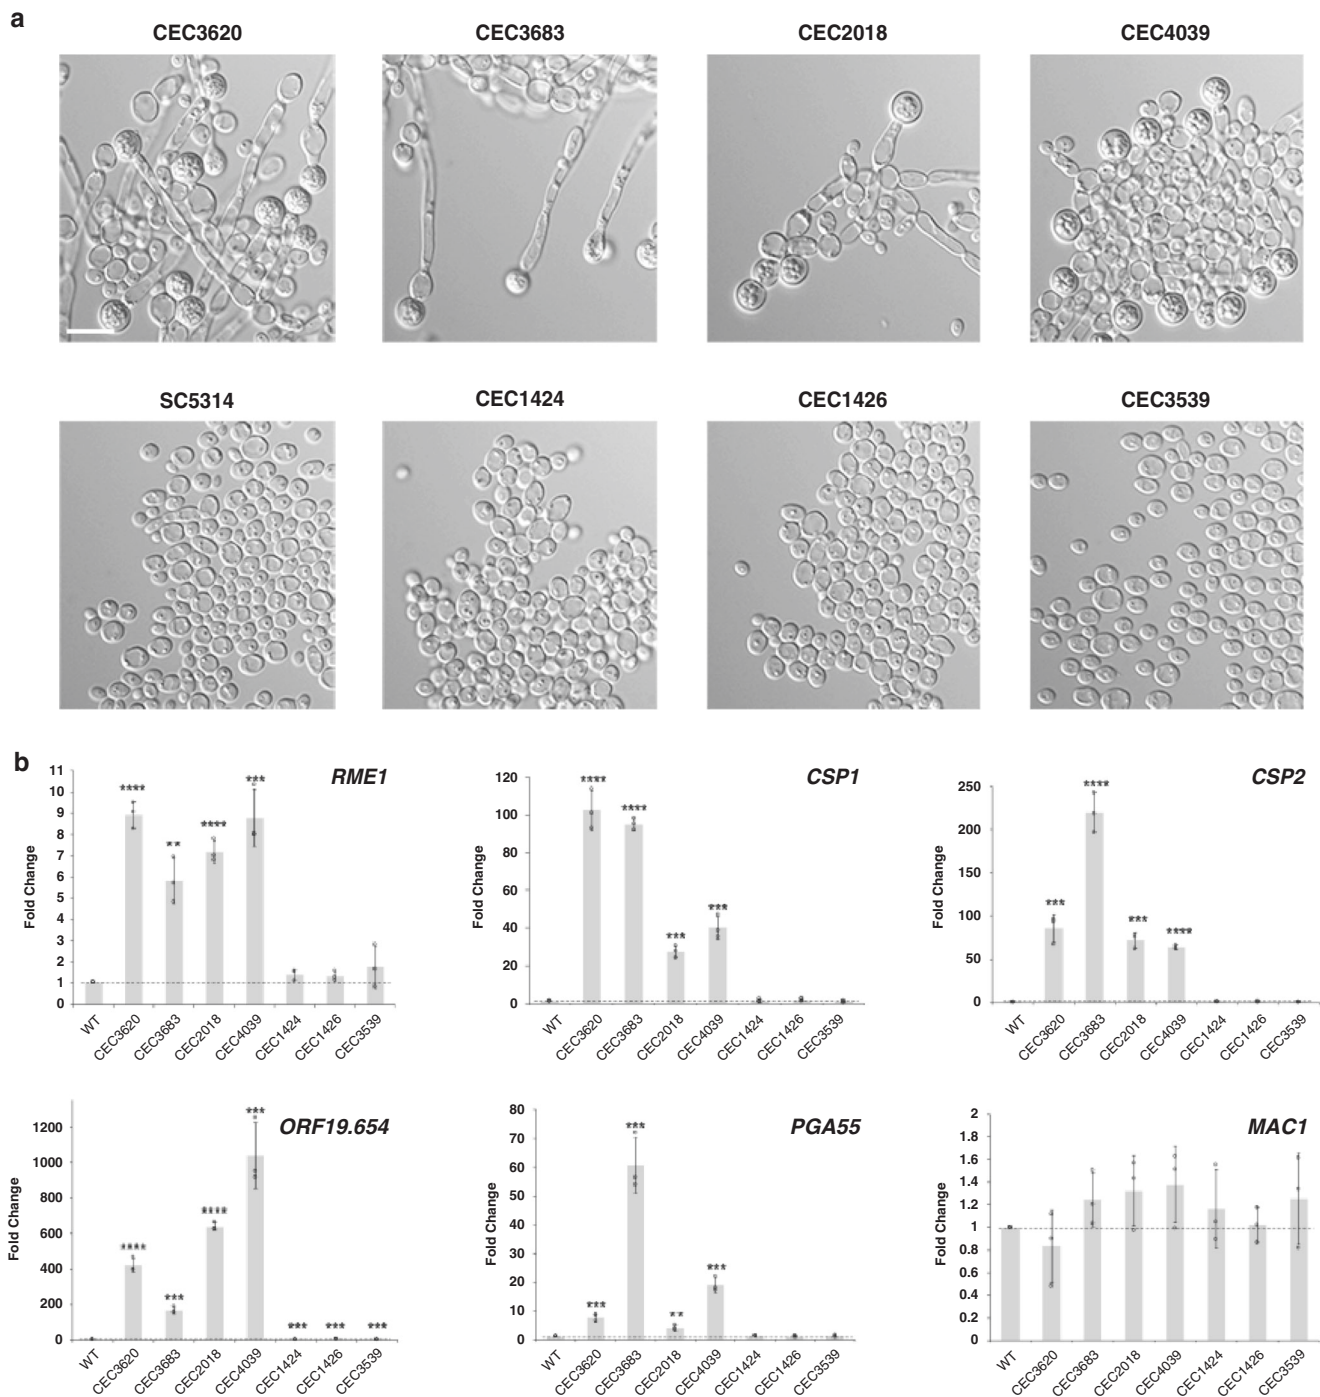 a
CEC3620 CEC3683 CEC2018 CEC4039
SC5314 CEC1424 CEC1426 CEC3539
b
RME1
Fold Change
11
10
9
8
7
6
5
4
3
2
1
0
**** ** **** ***
WT CEC3620 CEC3683 CEC2018 CEC4039 CEC1424 CEC1426 CEC3539
CSP1
Fold Change
120
100
80
60
40
20
0
**** **** *** ***
WT CEC3620 CEC3683 CEC2018 CEC4039 CEC1424 CEC1426 CEC3539
CSP2
Fold Change
250
200
150
100
50
0
*** **** *** ****
WT CEC3620 CEC3683 CEC2018 CEC4039 CEC1424 CEC1426 CEC3539
ORF19.654
Fold Change
1200
1000
800
600
400
200
0
**** *** **** *** *** *** ***
WT CEC3620 CEC3683 CEC2018 CEC4039 CEC1424 CEC1426 CEC3539
PGA55
Fold Change
80
70
60
50
40
30
20
10
0
*** *** ** ***
WT CEC3620 CEC3683 CEC2018 CEC4039 CEC1424 CEC1426 CEC3539
MAC1
Fold Change
2
1.8
1.6
1.4
1.2
1
0.8
0.6
0.4
0.2
0
WT CEC3620 CEC3683 CEC2018 CEC4039 CEC1424 CEC1426 CEC3539